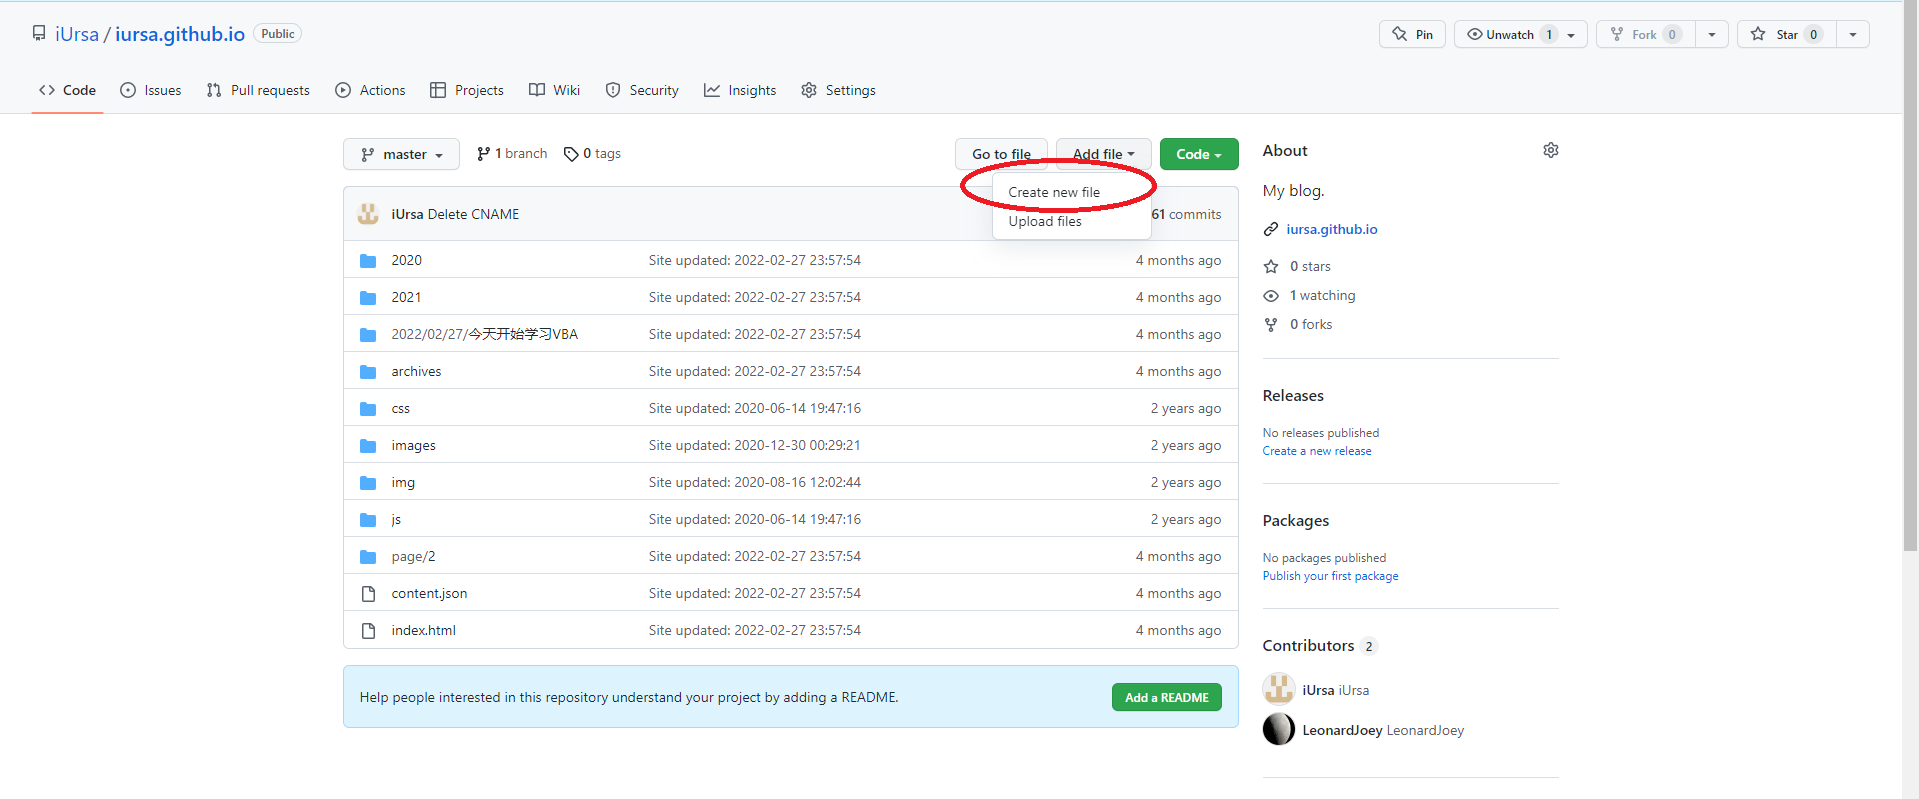 iUrsa / iursa.github.io Public
Pin Unwatch 1 Fork 0 Star 0
Code Issues Pull requests Actions Projects Wiki Security Insights Settings
master 1 branch 0 tags Go to file Add file Code
Create new file
Upload files
iUrsa Delete CNAME 61 commits
2020 Site updated: 2022-02-27 23:57:54 4 months ago
2021 Site updated: 2022-02-27 23:57:54 4 months ago
2022/02/27/今天开始学习VBA Site updated: 2022-02-27 23:57:54 4 months ago
archives Site updated: 2022-02-27 23:57:54 4 months ago
css Site updated: 2020-06-14 19:47:16 2 years ago
images Site updated: 2020-12-30 00:29:21 2 years ago
img Site updated: 2020-08-16 12:02:44 2 years ago
js Site updated: 2020-06-14 19:47:16 2 years ago
page/2 Site updated: 2022-02-27 23:57:54 4 months ago
content.json Site updated: 2022-02-27 23:57:54 4 months ago
index.html Site updated: 2022-02-27 23:57:54 4 months ago
Help people interested in this repository understand your project by adding a README. Add a README
About
My blog.
iursa.github.io
0 stars
1 watching
0 forks
Releases
No releases published
Create a new release
Packages
No packages published
Publish your first package
Contributors 2
iUrsa iUrsa
LeonardJoey LeonardJoey